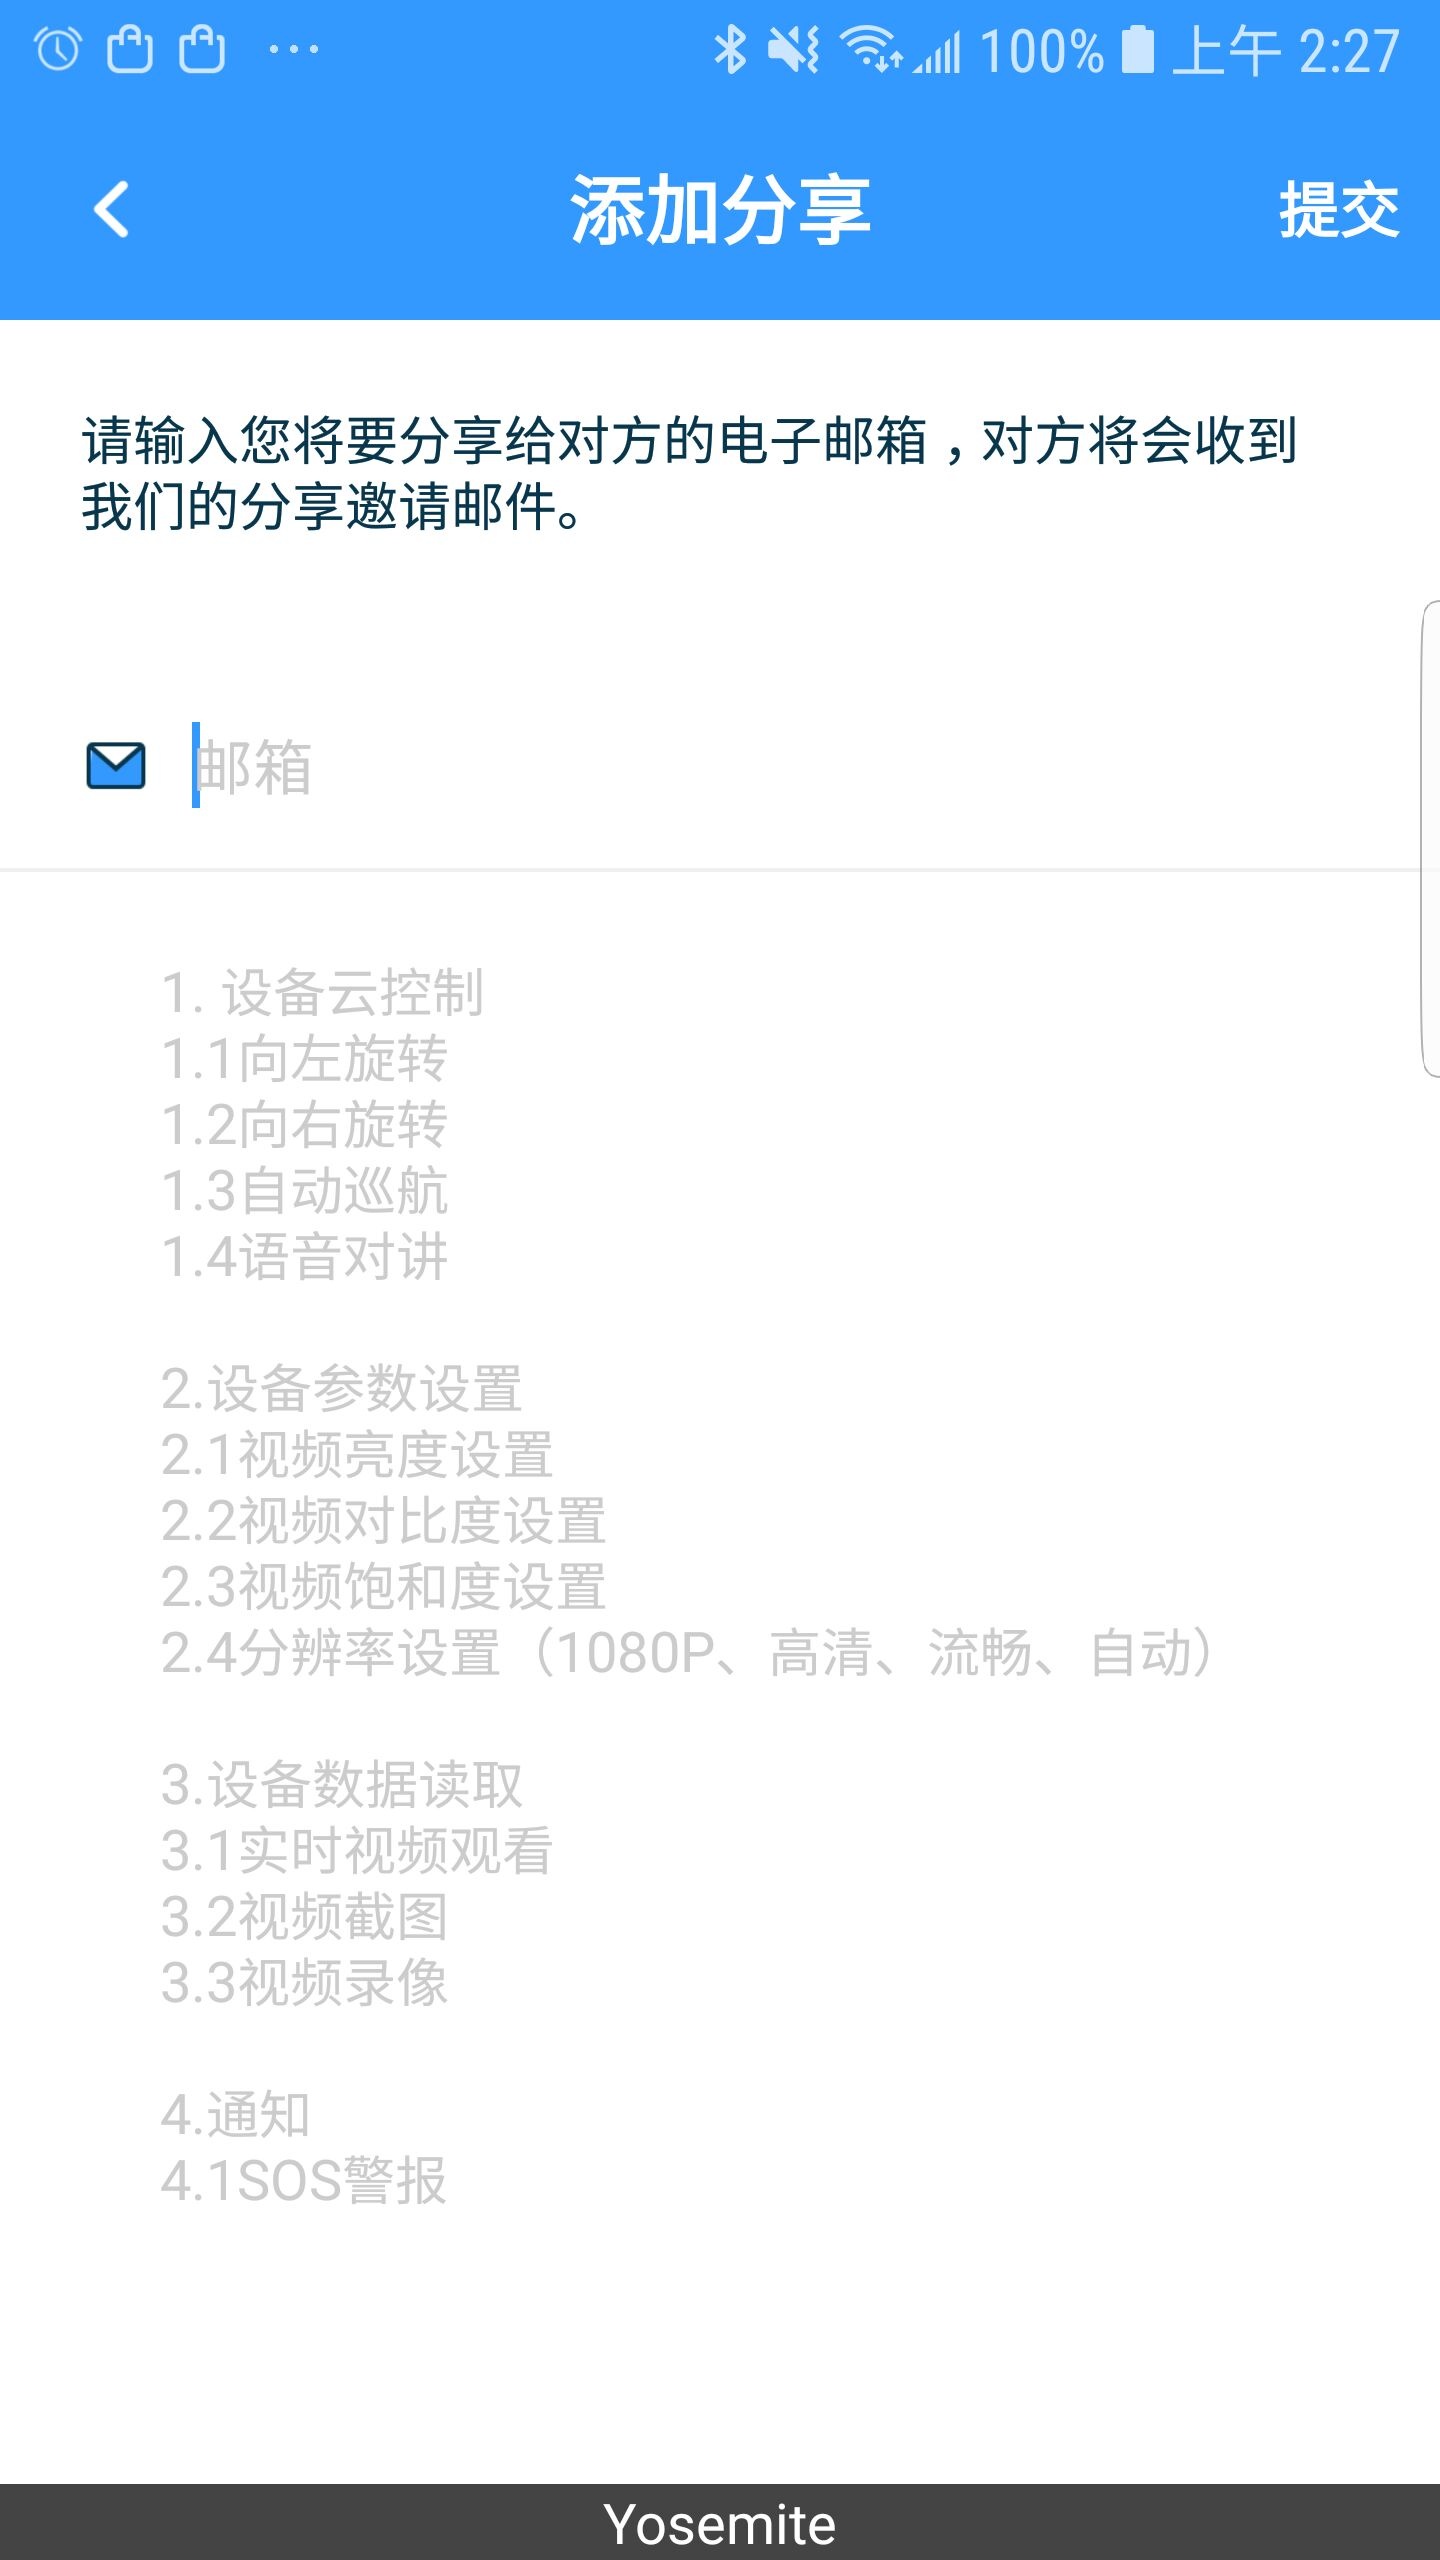 100% 上午 2:27
添加分享
提交
请输入您将要分享给对方的电子邮箱，对方将会收到
我们的分享邀请邮件。
邮箱
1. 设备云控制
1.1向左旋转
1.2向右旋转
1.3自动巡航
1.4语音对讲
2.设备参数设置
2.1视频亮度设置
2.2视频对比度设置
2.3视频饱和度设置
2.4分辨率设置（1080P、高清、流畅、自动）
3.设备数据读取
3.1实时视频观看
3.2视频截图
3.3视频录像
4.通知
4.1SOS警报
Yosemite